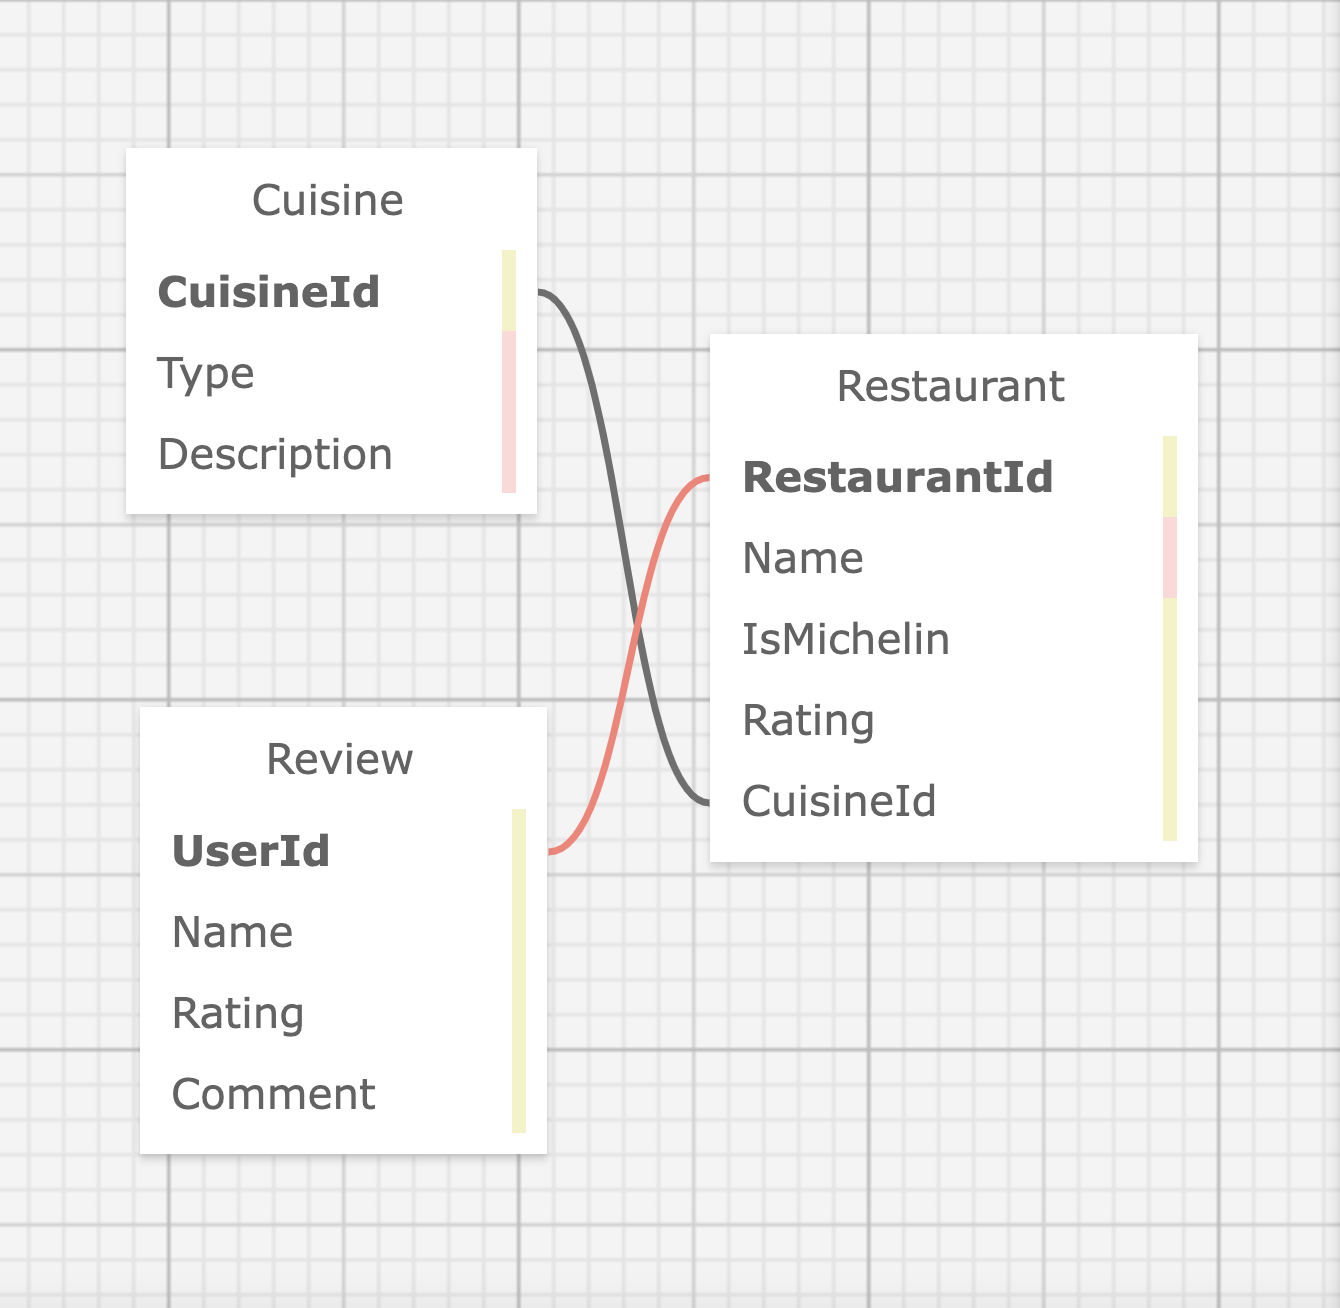 Cuisine
CuisineId
Type
Description
Restaurant
RestaurantId
Name
IsMichelin
Rating
CuisineId
Review
UserId
Name
Rating
Comment